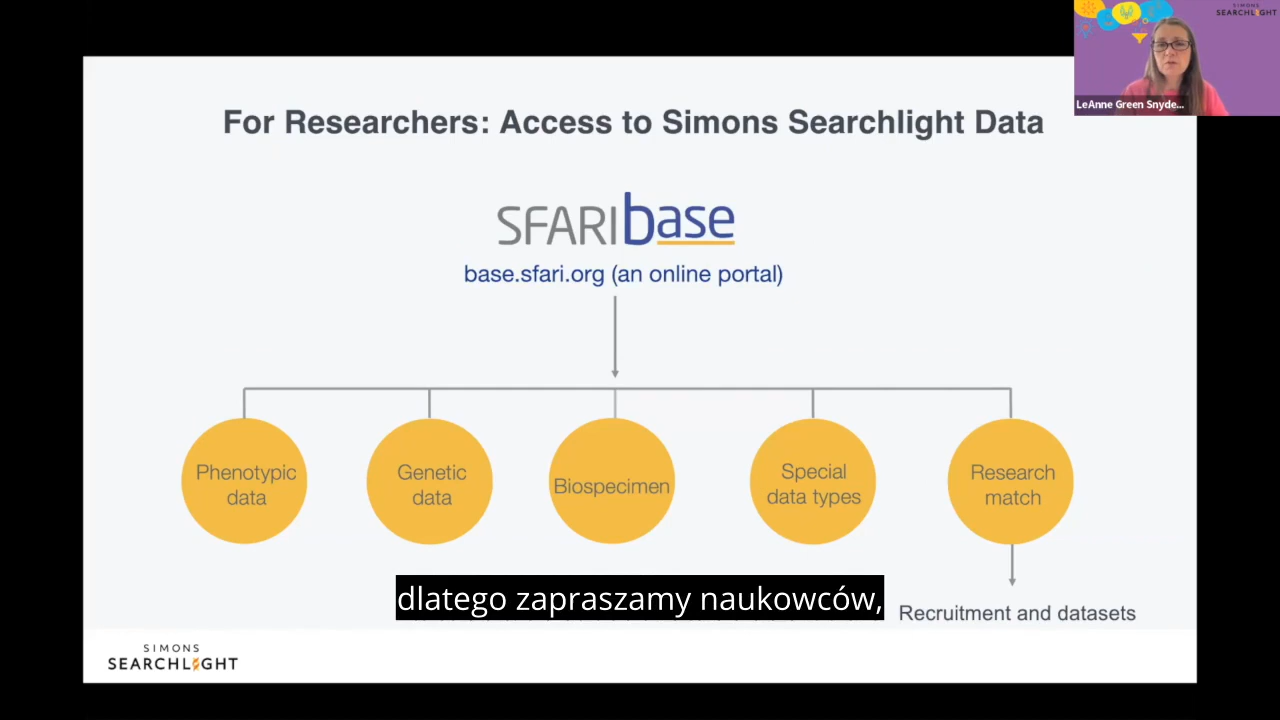 SIMONS
SEARCHLIGHT
LeAnne Green Snyde...
For Researchers: Access to Simons Searchlight Data
SFARIbase
base.sfari.org (an online portal)
Phenotypic
data
Genetic
data
Biospecimen
Special
data types
Research
match
dlatego zapraszamy naukowców,
Recruitment and datasets
SIMONS
SEARCHLIGHT